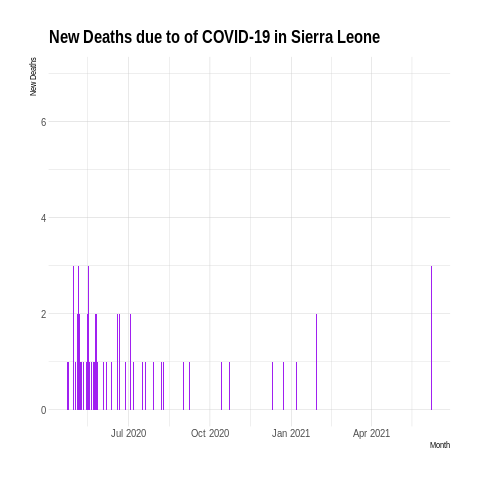 New Deaths due to of COVID-19 in Sierra Leone
New Deaths
6
4
2
0
Jul 2020 Oct 2020 Jan 2021 Apr 2021
Month